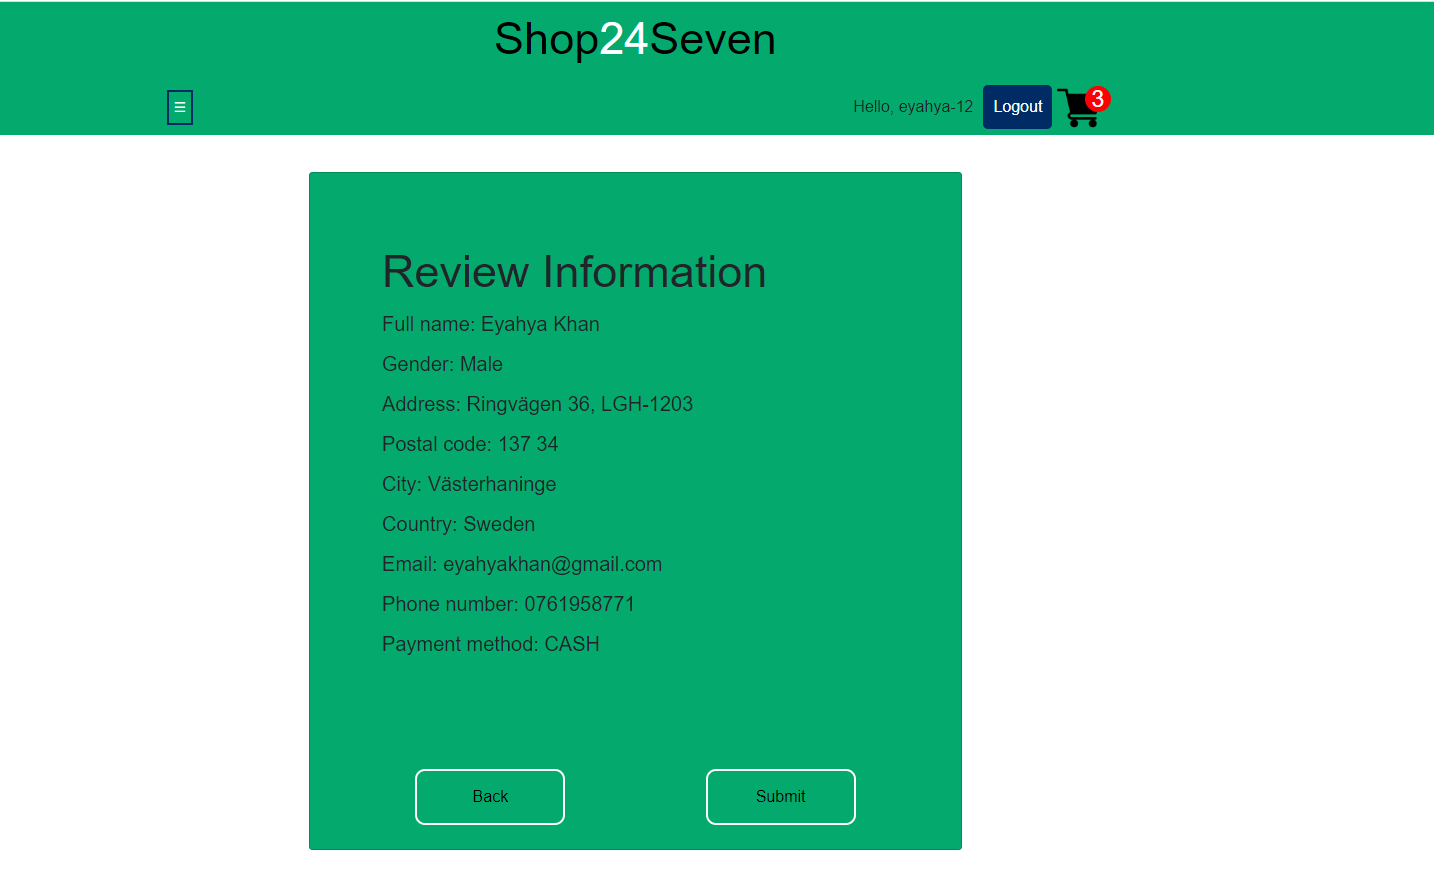 Shop24Seven
☰
Hello, eyahya-12 Logout 3
Review Information
Full name: Eyahya Khan
Gender: Male
Address: Ringvägen 36, LGH-1203
Postal code: 137 34
City: Västerhaninge
Country: Sweden
Email: eyahyakhan@gmail.com
Phone number: 0761958771
Payment method: CASH
Back
Submit